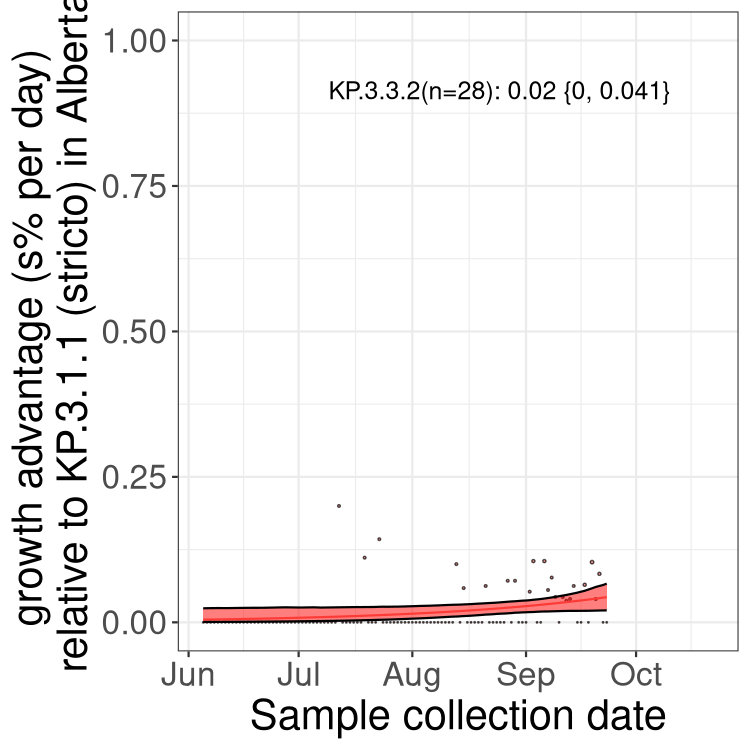 growth advantage (s% per day)
relative to KP.3.1.1 (stricto) in Alberta
1.00
0.75
0.50
0.25
0.00
KP.3.3.2(n=28): 0.02 {0, 0.041}
Jun Jul Aug Sep Oct
Sample collection date